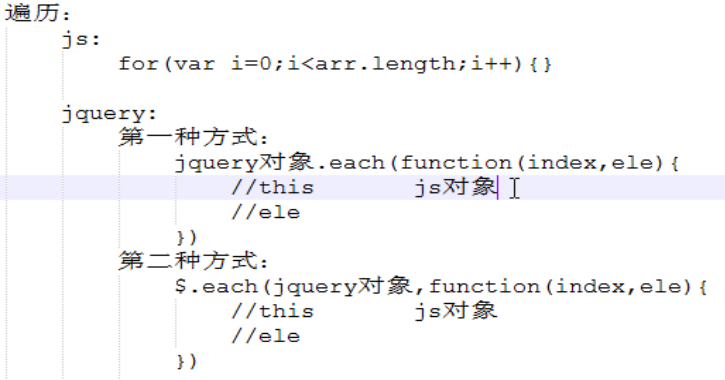 遍历:
js:
for(var i=0;i<arr.length;i++){}
jquery:
第一种方式:
jquery对象.each(function(index,ele){
//this js对象
//ele
})
第二种方式:
$.each(jquery对象,function(index,ele){
//this js对象
//ele
})